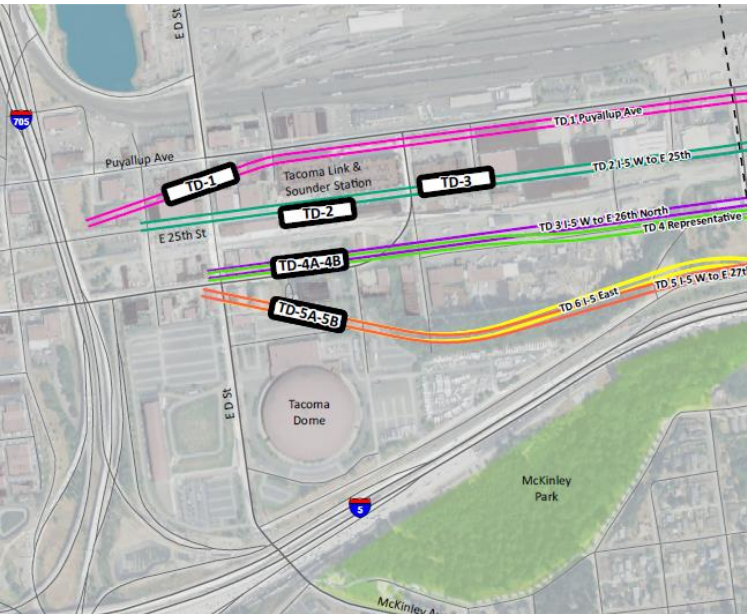 E D St
705
Puyallup Ave
TD 1 Puyallup Ave
TD-1
Tacoma Link &
Sounder Station
TD-3
TD 2 I-5 W to E 25th
TD-2
E 25th St
TD 3 I-5 W to E 26th North
TD 4 Representative
TD-4A-4B
TD 5 I-5 W to E 27th
TD 6 I-5 East
TD-5A-5B
E D St
Tacoma
Dome
McKinley
Park
5
McKinley